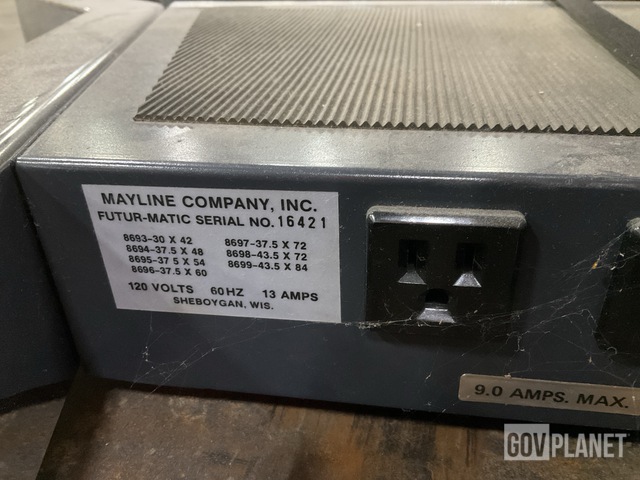 MAYLINE COMPANY, INC.
FUTUR-MATIC SERIAL NO. 16421
8693-30 X 42 8697-37.5 X 72
8694-37.5 X 48 8698-43.5 X 72
8695-37 5 X 54 8699-43.5 X 84
8696-37.5 X 60
120 VOLTS 60 HZ 13 AMPS
SHEBOYGAN, WIS.
9.0 AMPS. MAX.
GOVPLANET